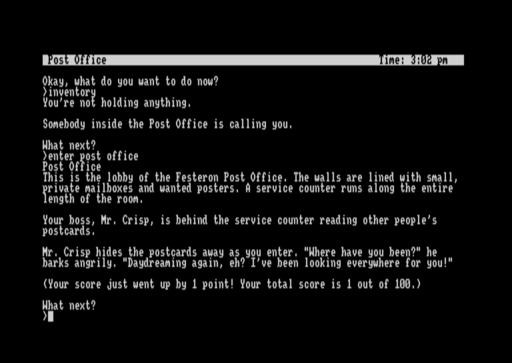 Post Office Time: 3:02 pm
Okay, what do you want to do now?
>inventory
You're not holding anything.
Somebody inside the Post Office is calling you.
What next?
>enter post office
Post Office
This is the lobby of the Festeron Post Office. The walls are lined with small,
private mailboxes and wanted posters. A service counter runs along the entire
length of the room.
Your boss, Mr. Crisp, is behind the service counter reading other people's
postcards.
Mr. Crisp hides the postcards away as you enter. "Where have you been?" he
barks angrily. "Daydreaming again, eh? I've been looking everywhere for you!"
(Your score just went up by 1 point! Your total score is 1 out of 100.)
What next?
>